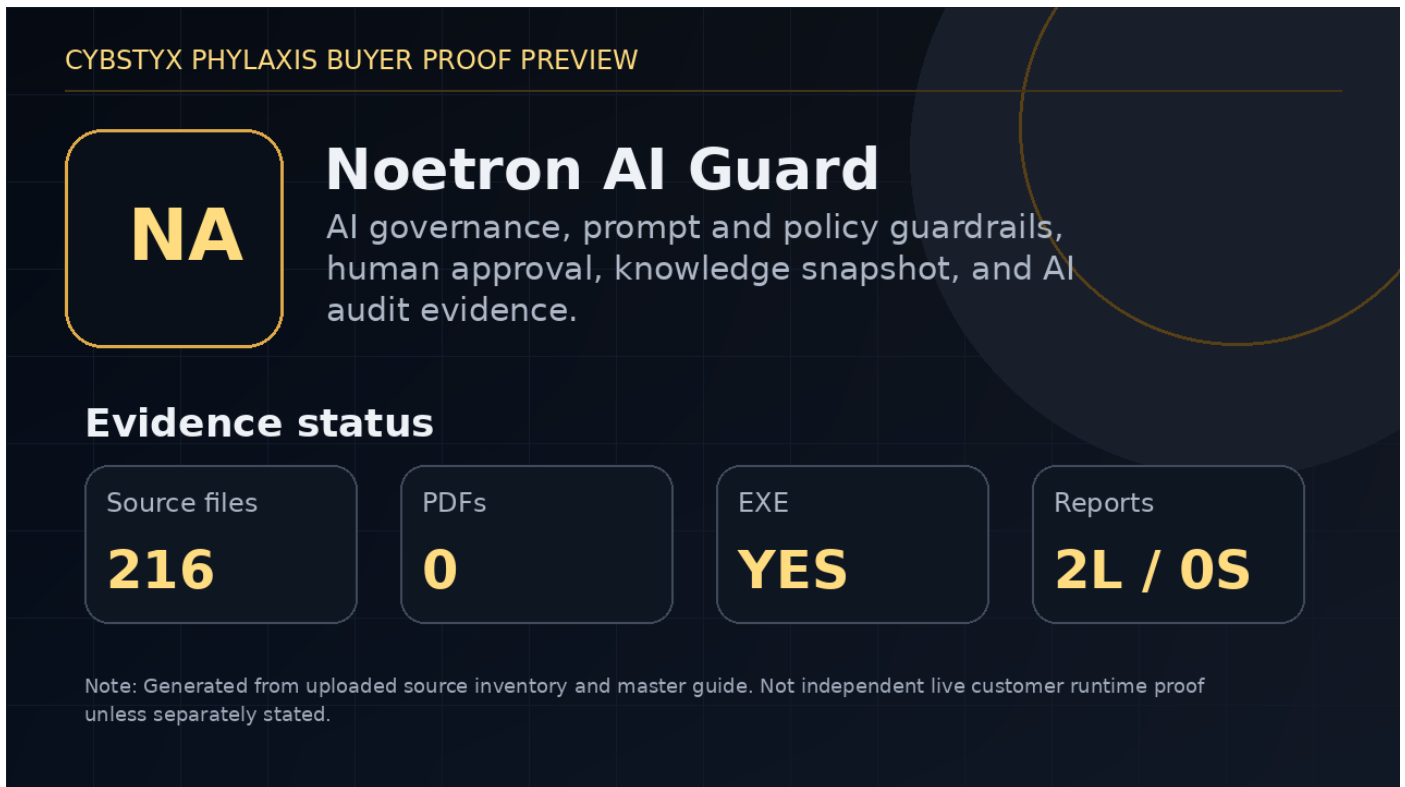 CYBSTYX PHYLAXIS BUYER PROOF PREVIEW
NA
Noetron AI Guard
AI governance, prompt and policy guardrails,
human approval, knowledge snapshot, and AI
audit evidence.
Evidence status
Source files
216
PDFs
0
EXE
YES
Reports
2L / 0S
Note: Generated from uploaded source inventory and master guide. Not independent live customer runtime proof
unless separately stated.